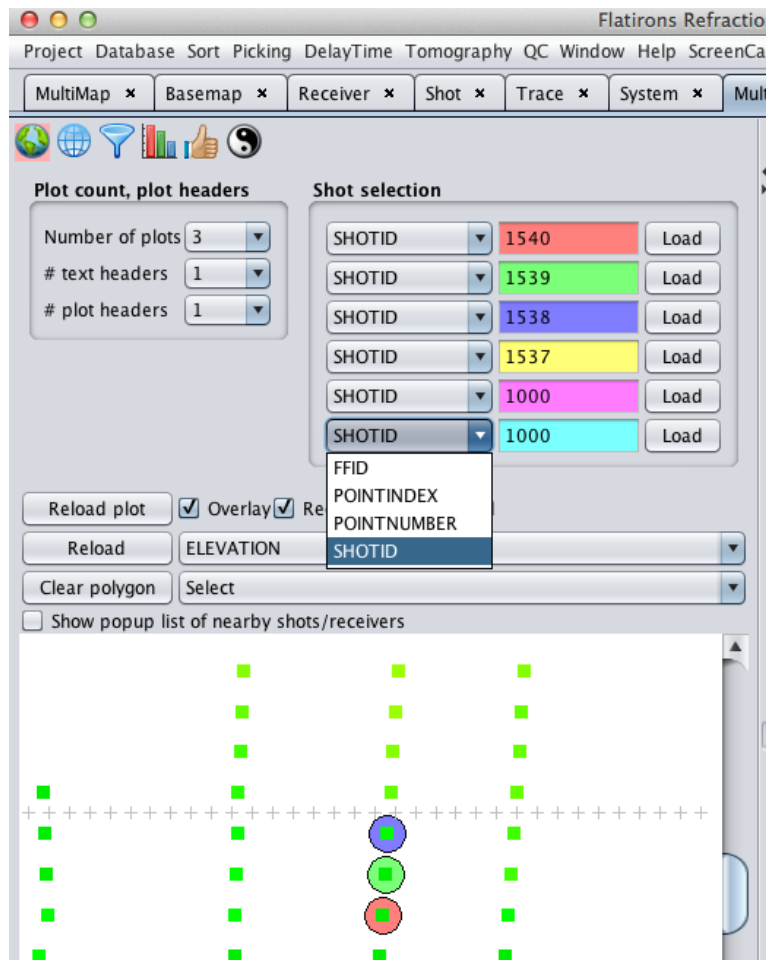 Flatirons Refractio
Project Database Sort Picking DelayTime Tomography QC Window Help ScreenCa
MultiMap × Basemap × Receiver × Shot × Trace × System × Mult
Plot count, plot headers
Number of plots 3
# text headers 1
# plot headers 1
Shot selection
SHOTID 1540 Load
SHOTID 1539 Load
SHOTID 1538 Load
SHOTID 1537 Load
SHOTID 1000 Load
SHOTID 1000 Load
FFID
POINTINDEX
POINTNUMBER
SHOTID
Reload plot Overlay
Reload ELEVATION
Clear polygon Select
Show popup list of nearby shots/receivers